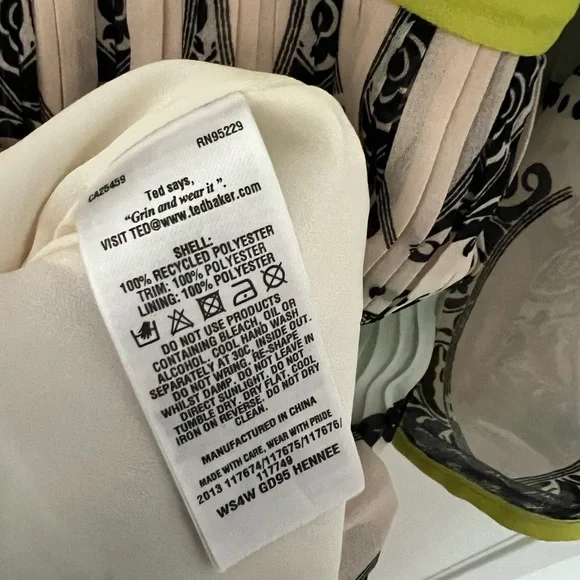 CA25459 RN95229
Ted says,
"Grin and wear it".
VISIT TED@www.tedbaker.com
SHELL:
100% RECYCLED POLYESTER
TRIM: 100% POLYESTER
LINING: 100% POLYESTER
DO NOT USE PRODUCTS
CONTAINING BLEACH, OIL OR
ALCOHOL. COOL HAND WASH
SEPARATELY AT 30C, INSIDE OUT.
DO NOT WRING. RE-SHAPE
WHILST DAMP. DO NOT LEAVE IN
DIRECT SUNLIGHT. DO NOT
TUMBLE DRY. DRY FLAT. COOL
IRON ON REVERSE. DO NOT DRY
CLEAN.
MANUFACTURED IN CHINA
MADE WITH CARE, WEAR WITH PRIDE
2013 117674/117675/117676/
117749
WS4W GD95 HENNEE